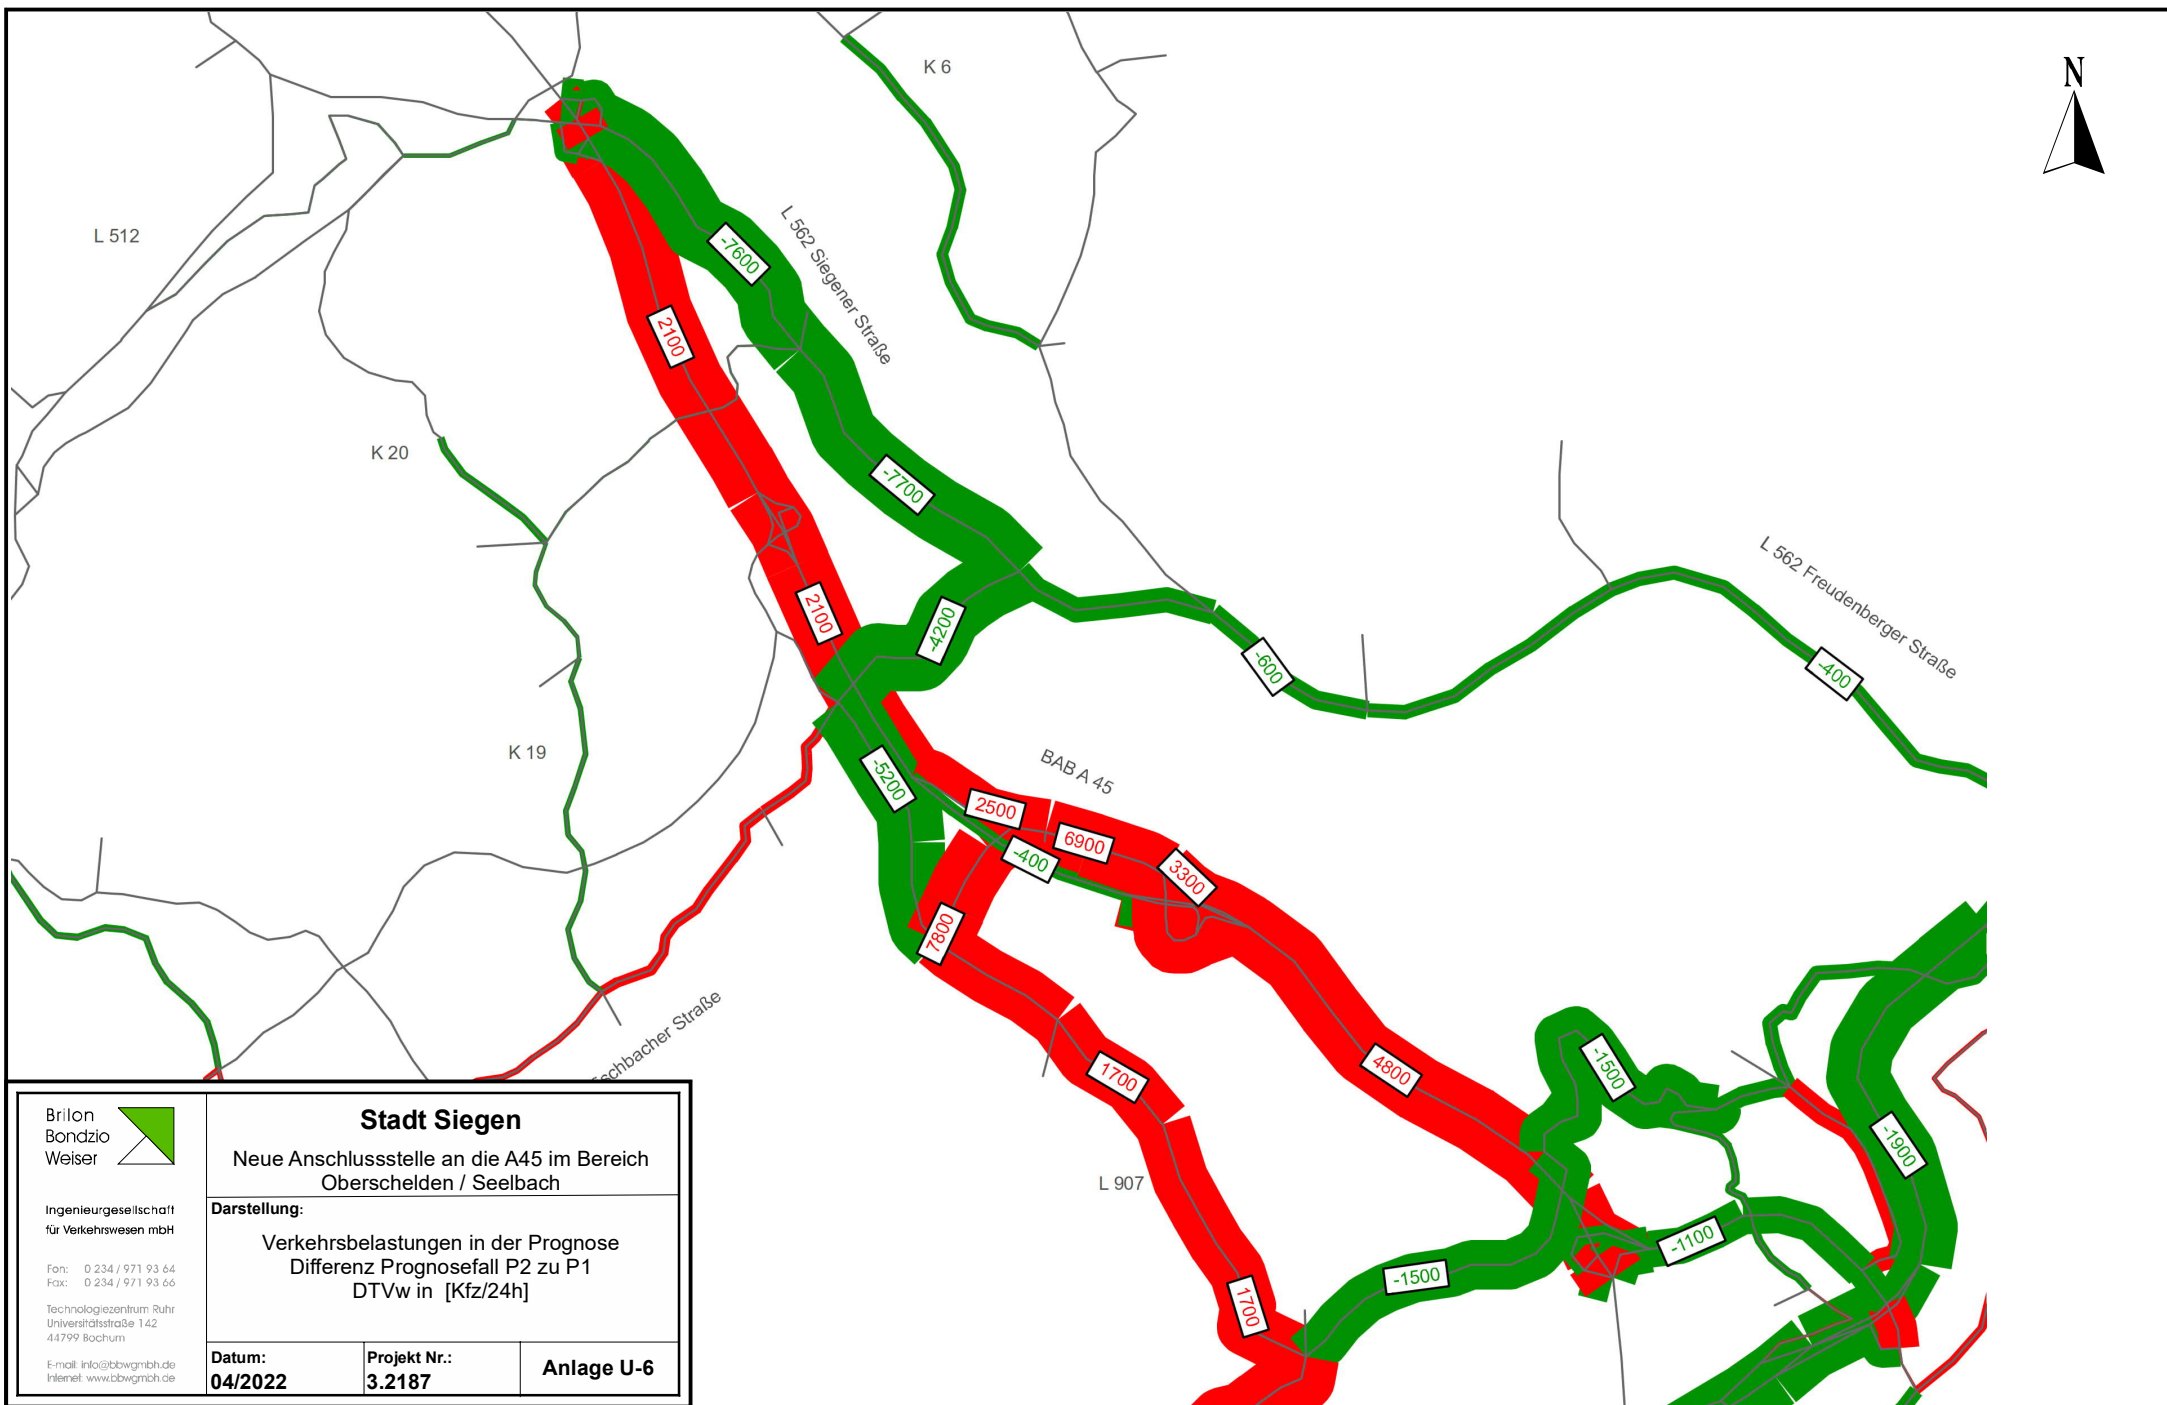 N
K 6
L 512
L 562 Siegener Straße
-7600
2100
K 20
-7700
L 562 Freudenberger Straße
2100
-4200
-600
-400
K 19
-5200
BAB A 45
2500
6900
-400
3300
7800
schbacher Straße
1700
4800
-1500
-1900
L 907
-1100
-1500
1700
Brilon
Bondzio
Weiser
Ingenieurgesellschaft
für Verkehrswesen mbH
Fon: 0 234 / 971 93 64
Fax: 0 234 / 971 93 66
Technologiezentrum Ruhr
Universitätsstraße 142
44799 Bochum
E-mail: info@bbwgmbh.de
Internet: www.bbwgmbh.de
Stadt Siegen
Neue Anschlussstelle an die A45 im Bereich
Oberschelden / Seelbach
Darstellung:
Verkehrsbelastungen in der Prognose
Differenz Prognosefall P2 zu P1
DTVw in [Kfz/24h]
Datum:
04/2022
Projekt Nr.:
3.2187
Anlage U-6